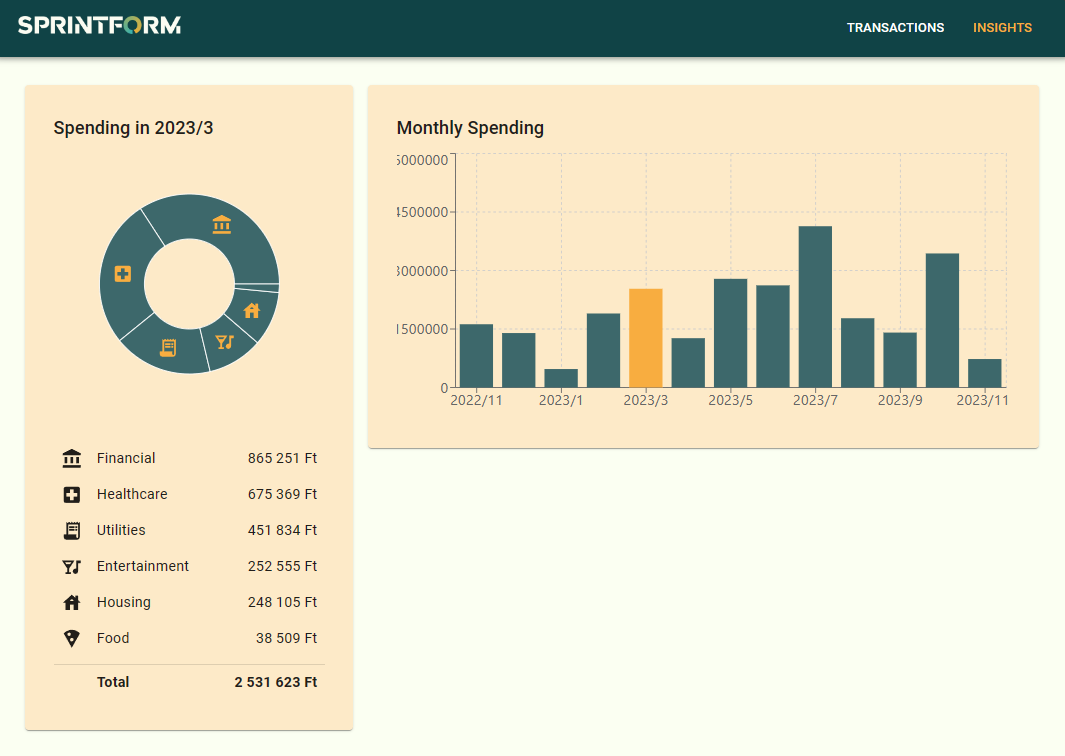 SPRINTFORM
TRANSACTIONS
INSIGHTS
Spending in 2023/3
Financial 865 251 Ft
Healthcare 675 369 Ft
Utilities 451 834 Ft
Entertainment 252 555 Ft
Housing 248 105 Ft
Food 38 509 Ft
Total 2 531 623 Ft
Monthly Spending
6000000
4500000
3000000
1500000
0
2022/11 2023/1 2023/3 2023/5 2023/7 2023/9 2023/11